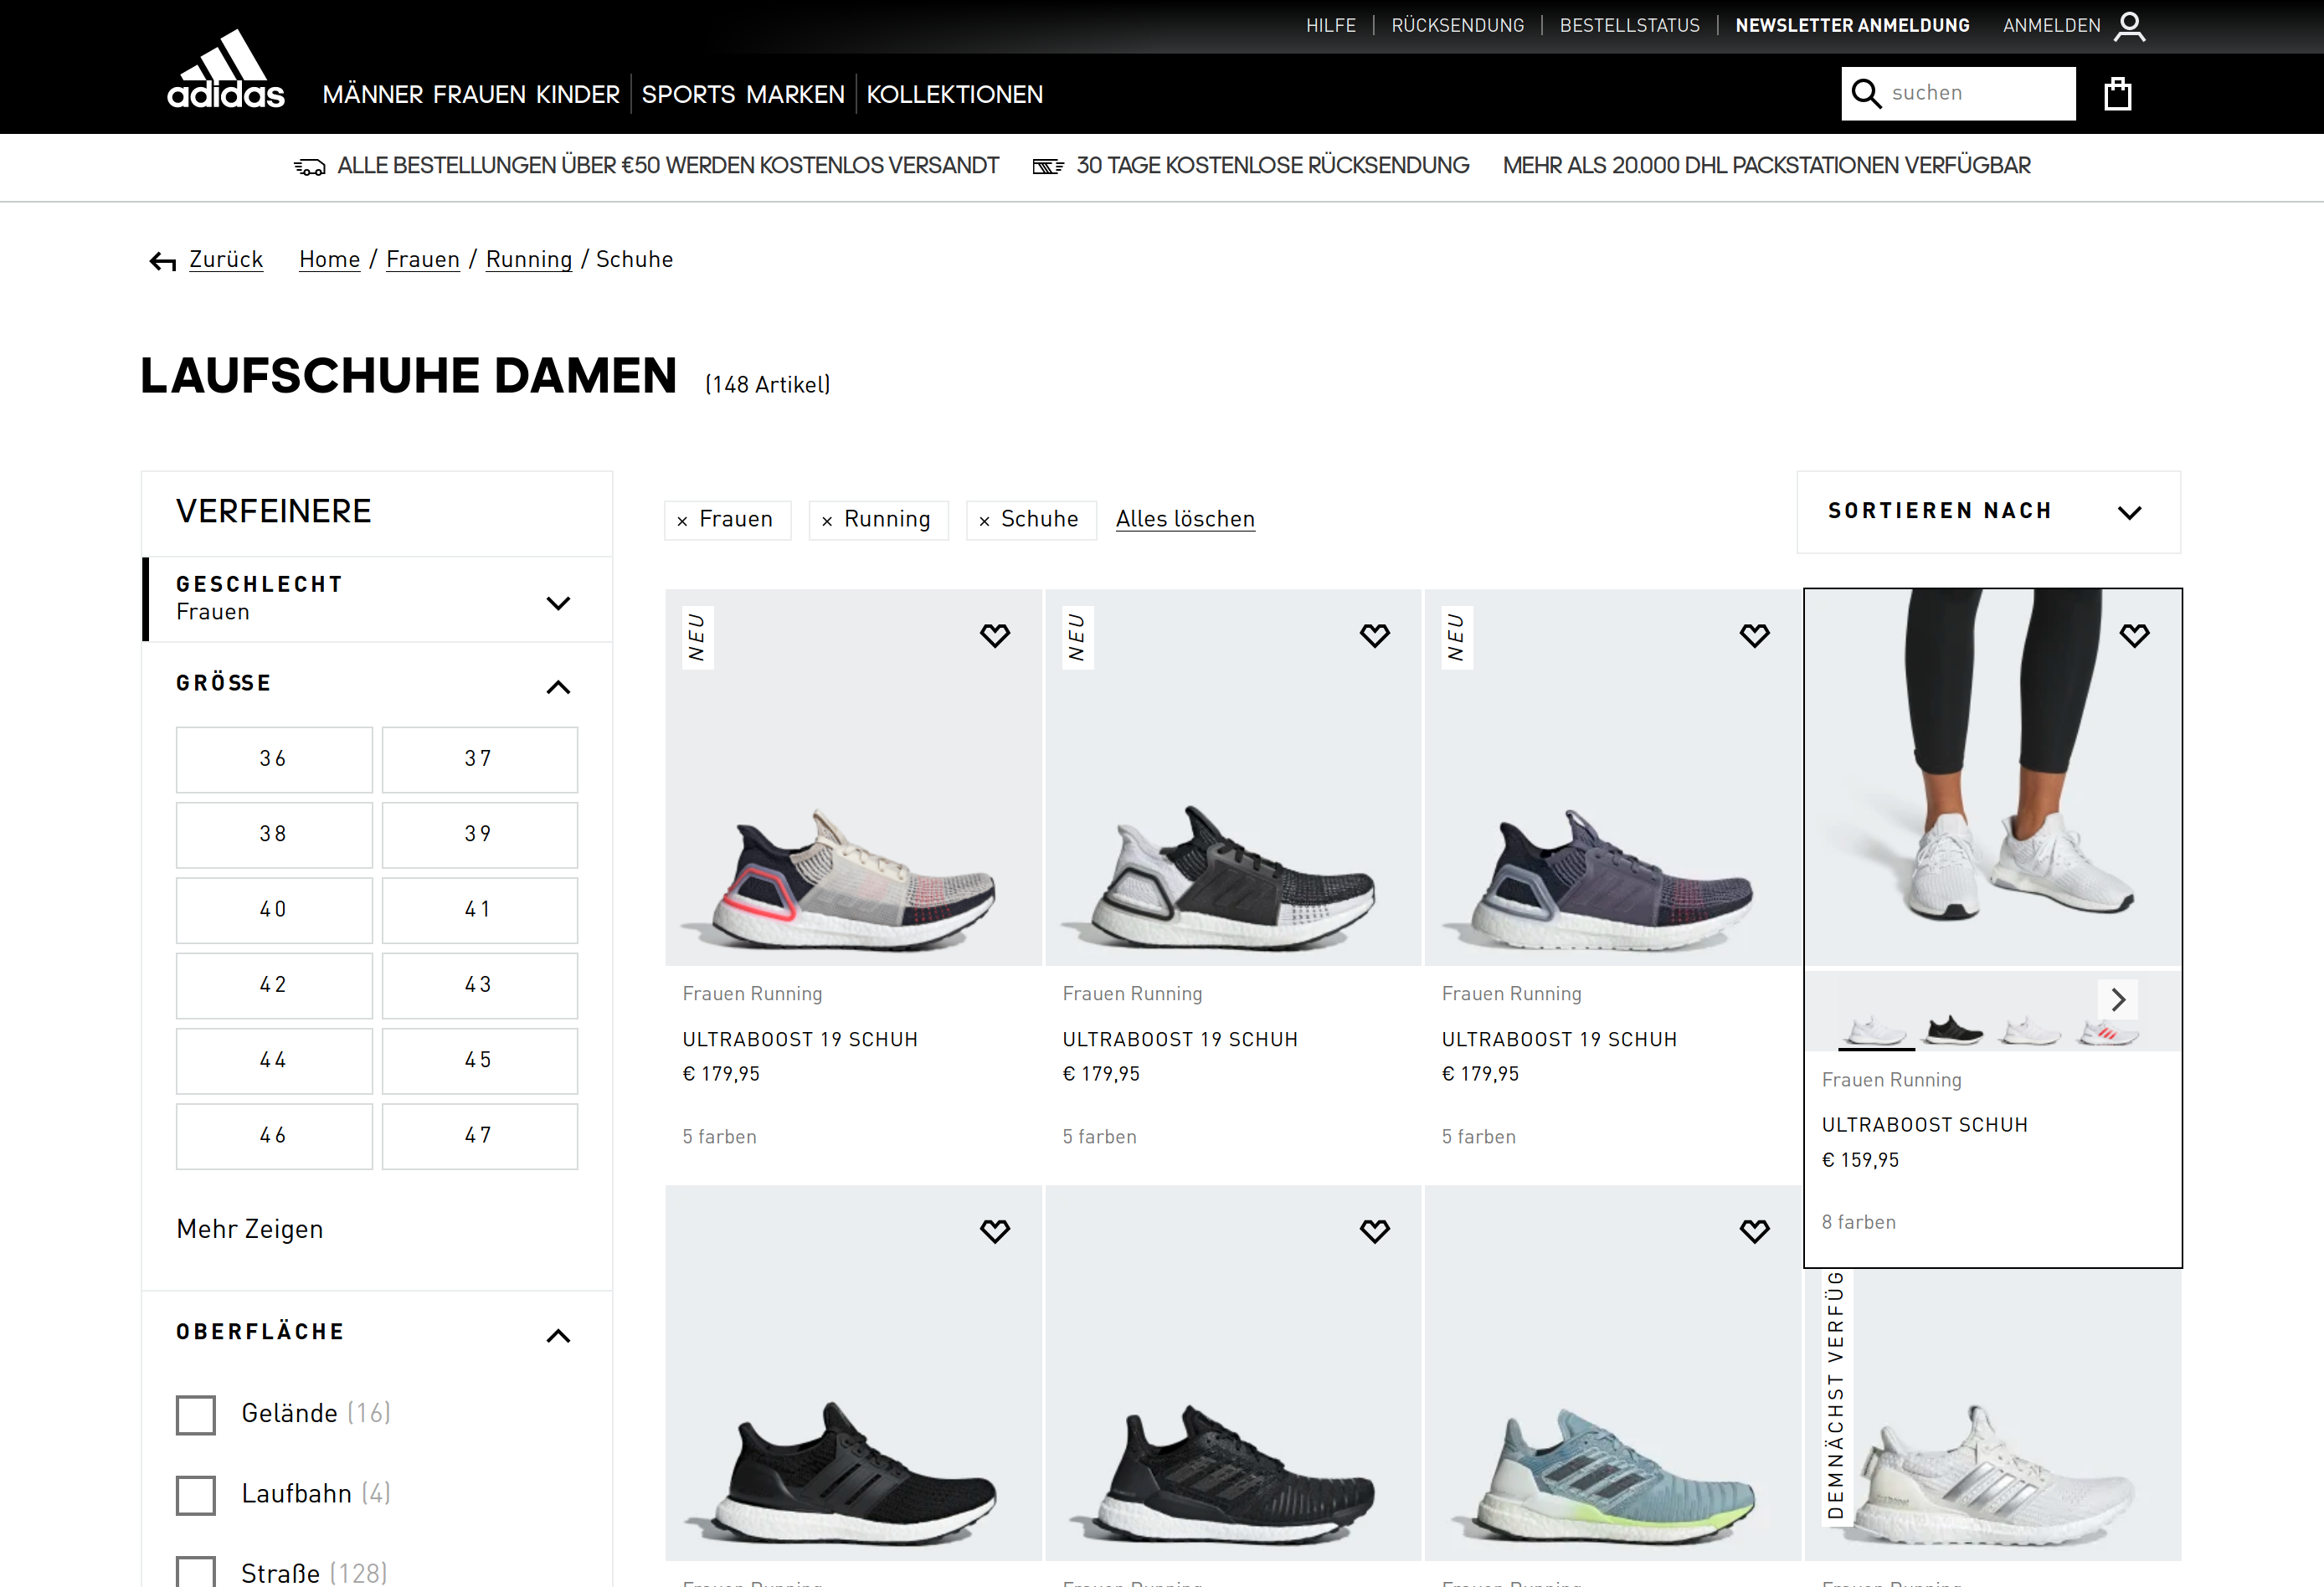 HILFE | RÜCKSENDUNG | BESTELLSTATUS | NEWSLETTER ANMELDUNG ANMELDEN
adidas
MÄNNER FRAUEN KINDER | SPORTS MARKEN | KOLLEKTIONEN
suchen
ALLE BESTELLUNGEN ÜBER €50 WERDEN KOSTENLOS VERSANDT 30 TAGE KOSTENLOSE RÜCKSENDUNG MEHR ALS 20.000 DHL PACKSTATIONEN VERFÜGBAR
Zurück Home / Frauen / Running / Schuhe
LAUFSCHUHE DAMEN (148 Artikel)
VERFEINERE
GESCHLECHT
Frauen
GRÖSSE
36 37
38 39
40 41
42 43
44 45
46 47
Mehr Zeigen
OBERFLÄCHE
Gelände (16)
Laufbahn (4)
Straße (128)
× Frauen × Running × Schuhe Alles löschen
SORTIEREN NACH
NEU
Frauen Running
ULTRABOOST 19 SCHUH
€ 179,95
5 farben
NEU
Frauen Running
ULTRABOOST 19 SCHUH
€ 179,95
5 farben
NEU
Frauen Running
ULTRABOOST 19 SCHUH
€ 179,95
5 farben
Frauen Running
ULTRABOOST SCHUH
€ 159,95
8 farben
DEMNÄCHST VERFÜG